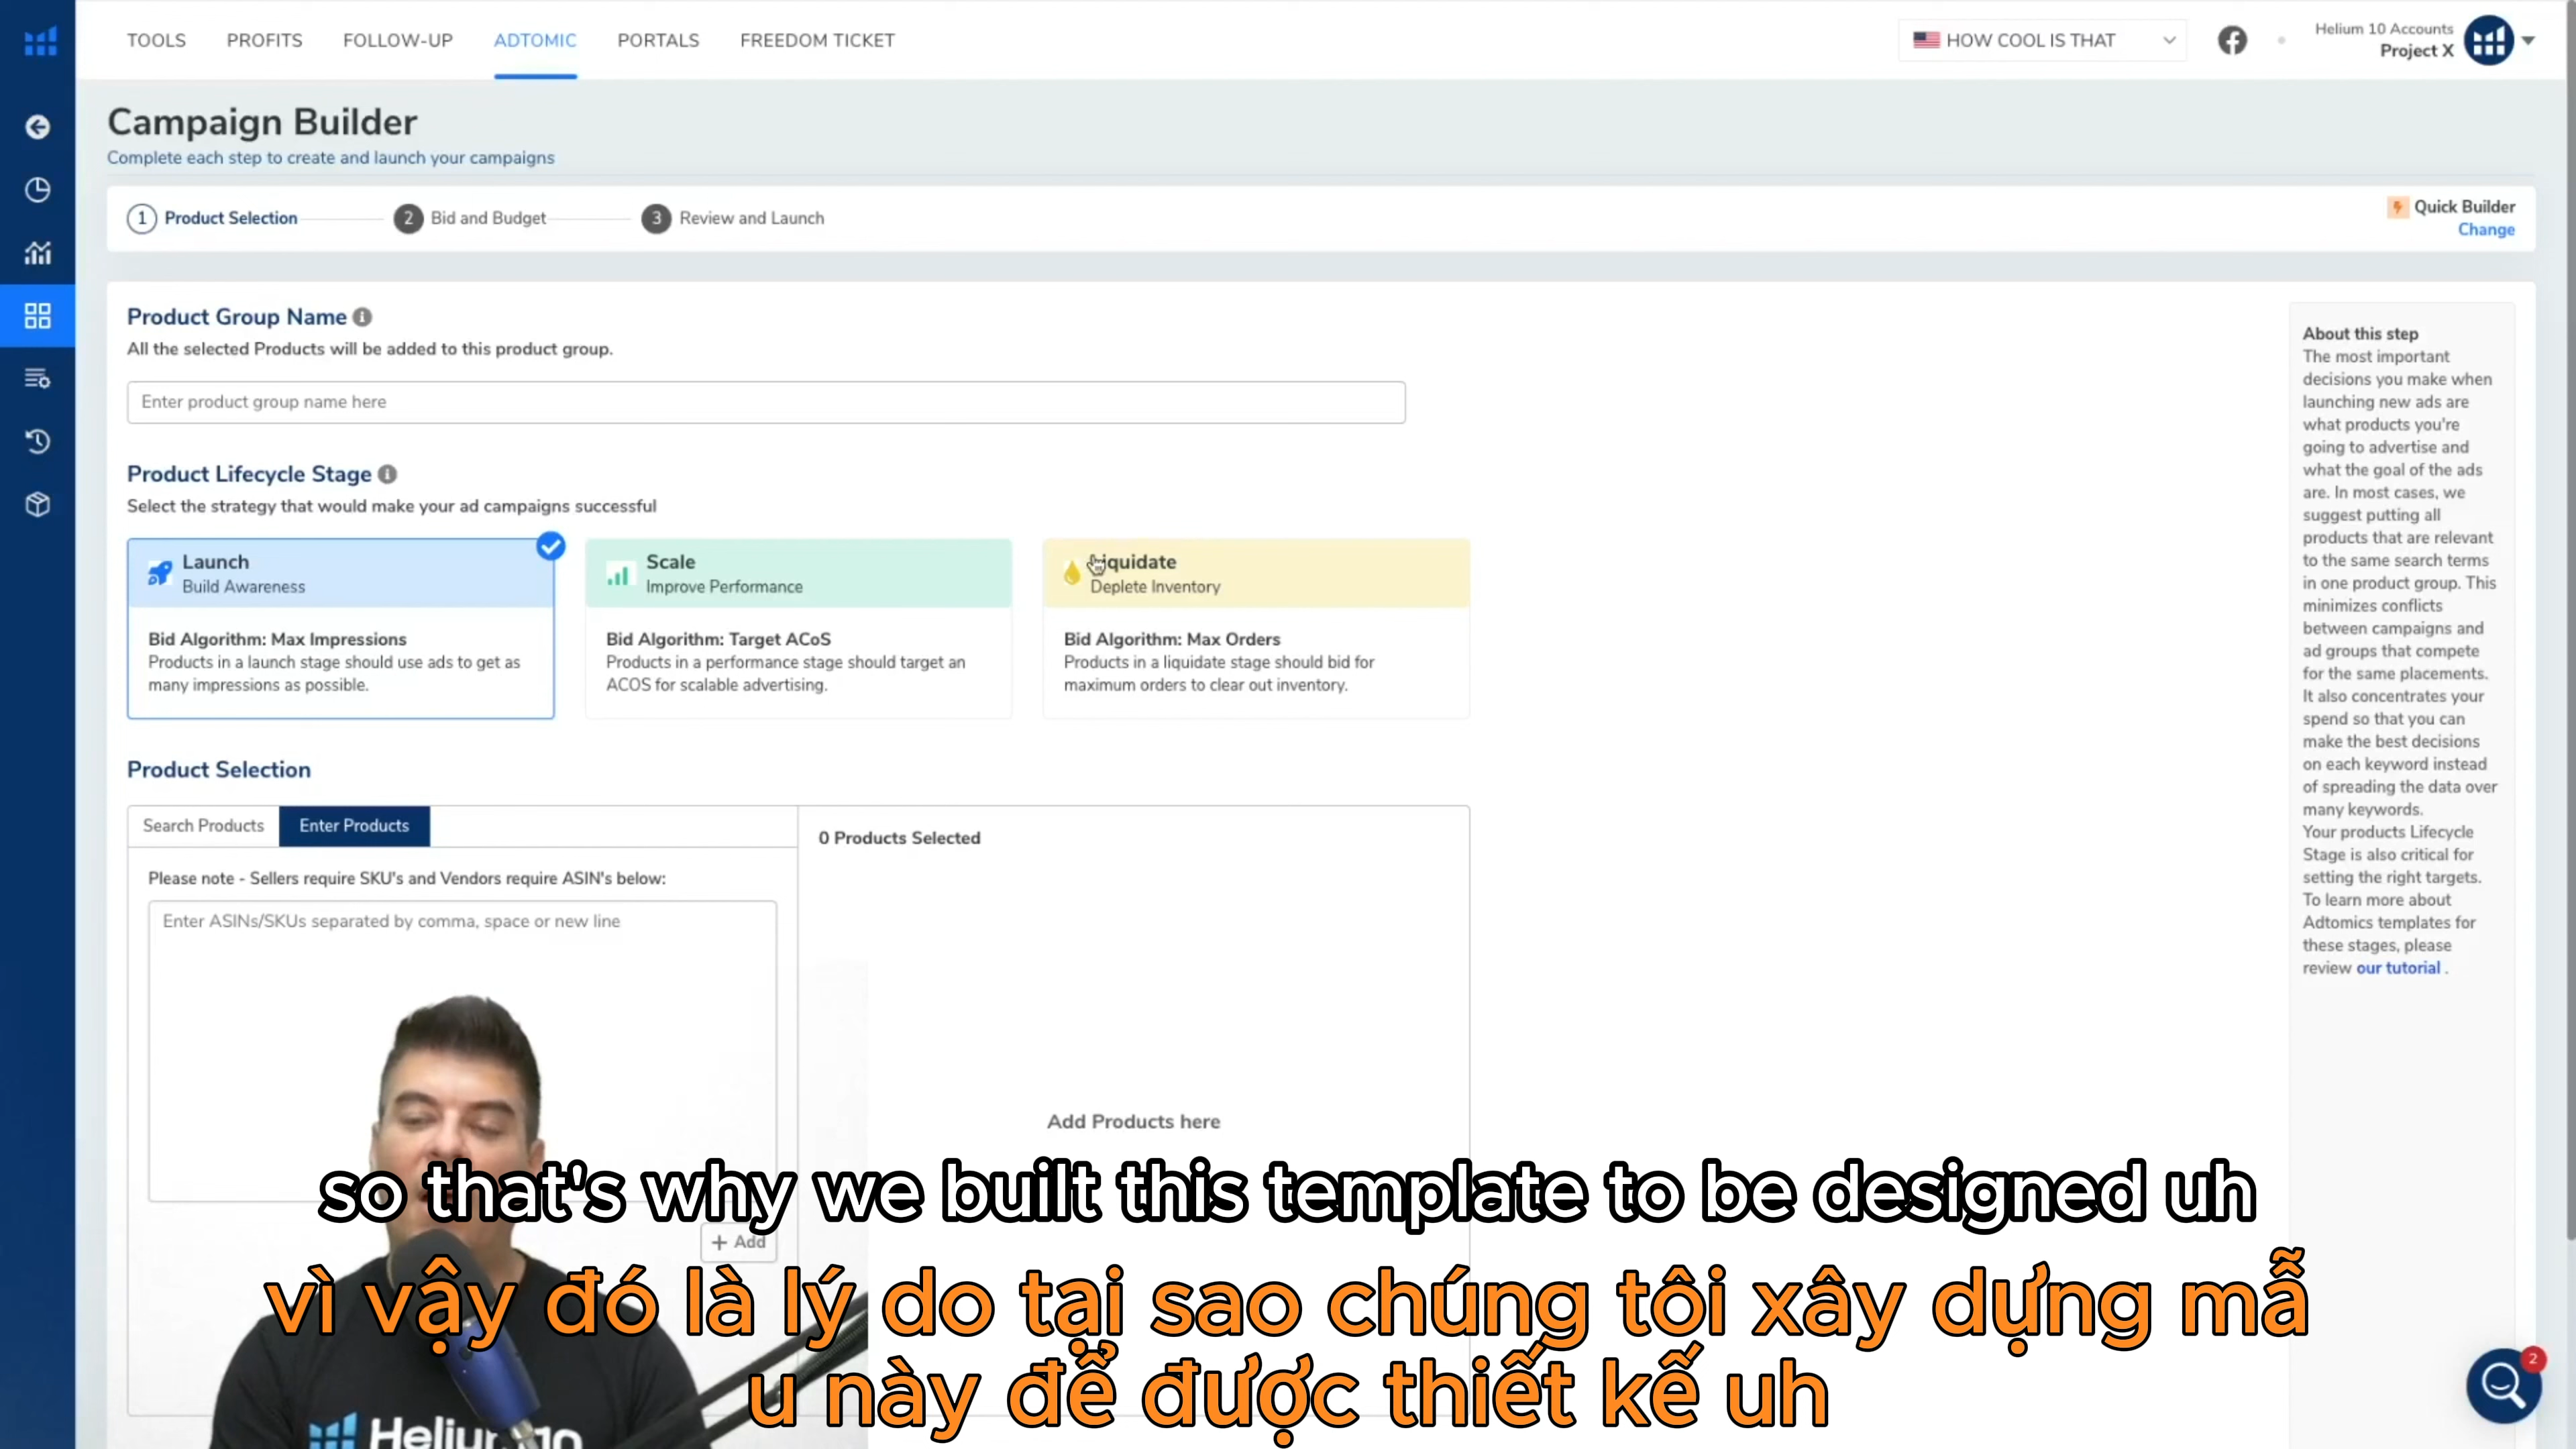 TOOLS PROFITS FOLLOW-UP ADTOMIC PORTALS FREEDOM TICKET HOW COOL IS THAT Helium 10 Accounts
Project X
Campaign Builder
Complete each step to create and launch your campaigns
1 Product Selection 2 Bid and Budget 3 Review and Launch
Quick Builder
Change
Product Group Name
All the selected Products will be added to this product group.
Enter product group name here
Product Lifecycle Stage
Select the strategy that would make your ad campaigns successful
Launch
Build Awareness
Bid Algorithm: Max Impressions
Products in a launch stage should use ads to get as
many impressions as possible.
Scale
Improve Performance
Bid Algorithm: Target ACoS
Products in a performance stage should target an
ACOS for scalable advertising.
Liquidate
Deplete Inventory
Bid Algorithm: Max Orders
Products in a liquidate stage should bid for
maximum orders to clear out inventory.
Product Selection
Search Products Enter Products
Please note - Sellers require SKU's and Vendors require ASIN's below:
Enter ASINs/SKUs separated by comma, space or new line
+ Add
0 Products Selected
Add Products here
About this step
The most important
decisions you make when
launching new ads are
what products you're
going to advertise and
what the goal of the ads
are. In most cases, we
suggest putting all
products that are relevant
to the same search terms
in one product group. This
minimizes conflicts
between campaigns and
ad groups that compete
for the same placements.
It also concentrates your
spend so that you can
make the best decisions
on each keyword instead
of spreading the data over
many keywords.
Your products Lifecycle
Stage is also critical for
setting the right targets.
To learn more about
Adtomics templates for
these stages, please
review our tutorial .
so that's why we built this template to be designed uh
vì vậy đó là lý do tại sao chúng tôi xây dựng mẫ
u này để được thiết kế uh
Helium 10
2